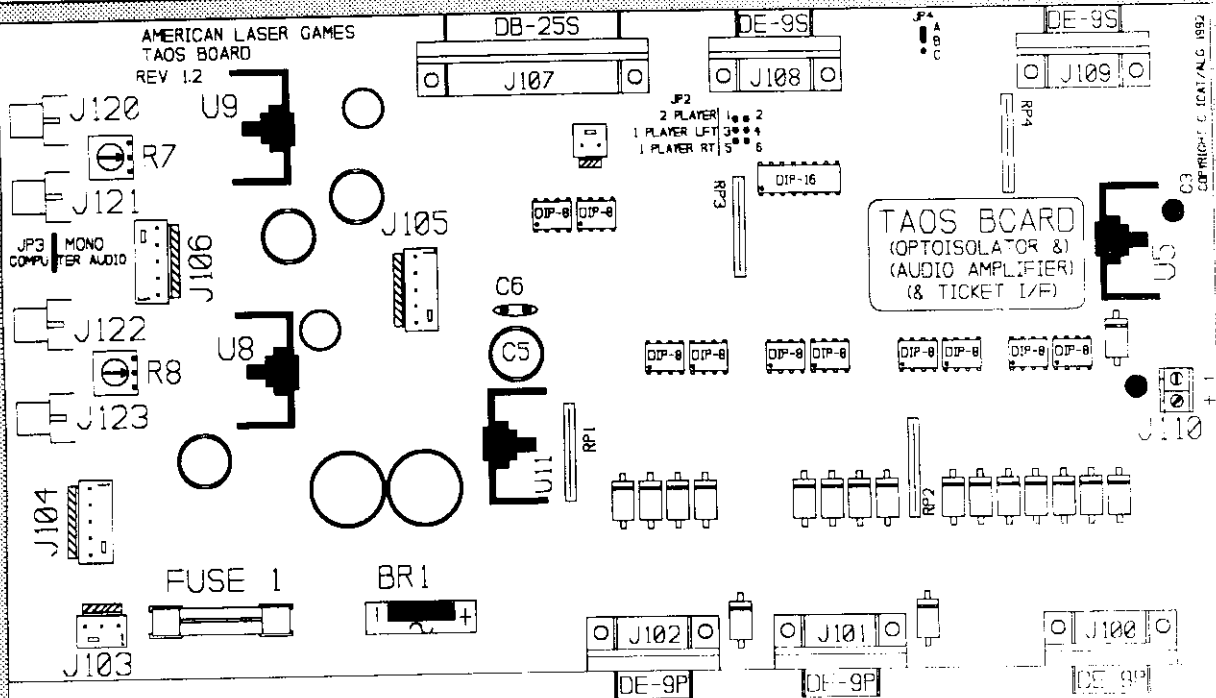 AMERICAN LASER GAMES
TAOS BOARD
REV 1.2
DB-25S
J107
DE-9S
J108
JP4
A
B
C
DE-9S
J109
COPYRIGHT C ICAT/ALG 1992
J120
U9
R7
J121
JP2
2 PLAYER 1 2
1 PLAYER LFT 3 4
1 PLAYER RT 5 6
RP4
DIP-16
RP3
DIP-8 DIP-8
C3
JP3 MONO
COMPUTER AUDIO
J106
J105
TAOS BCARD
(OPTOISOLATOR &)
(AUDIO AMPLIFIER)
(& TICKET I/F)
U5
C6
C5
J122
U8
R8
J123
DIP-8 DIP-8 DIP-8 DIP-8 DIP-8 DIP-8 DIP-8 DIP-8
+ -
J110
U11
RP1
RP2
J104
FUSE 1
BR1
- +
J103
J102
DE-9P
J101
DE-9P
J100
DE-9P